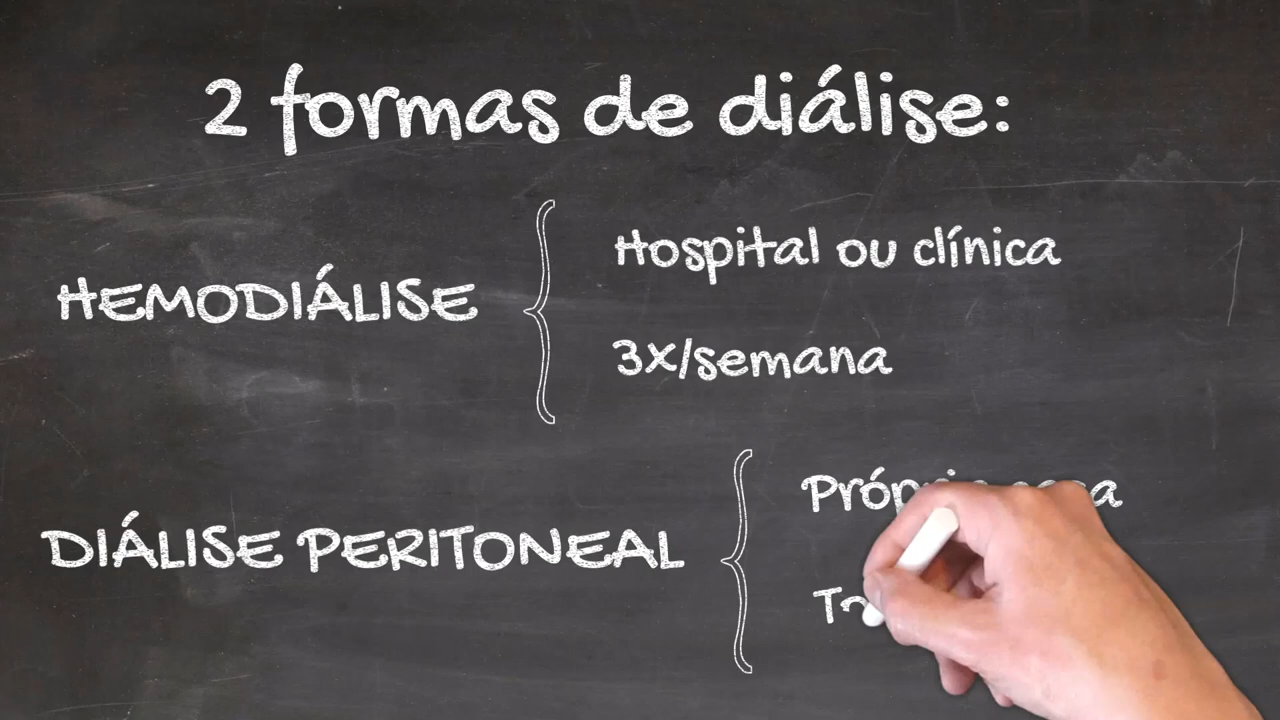 2 formas de diálise:
HEMODIÁLISE
Hospital ou clínica
3x/semana
DIÁLISE PERITONEAL